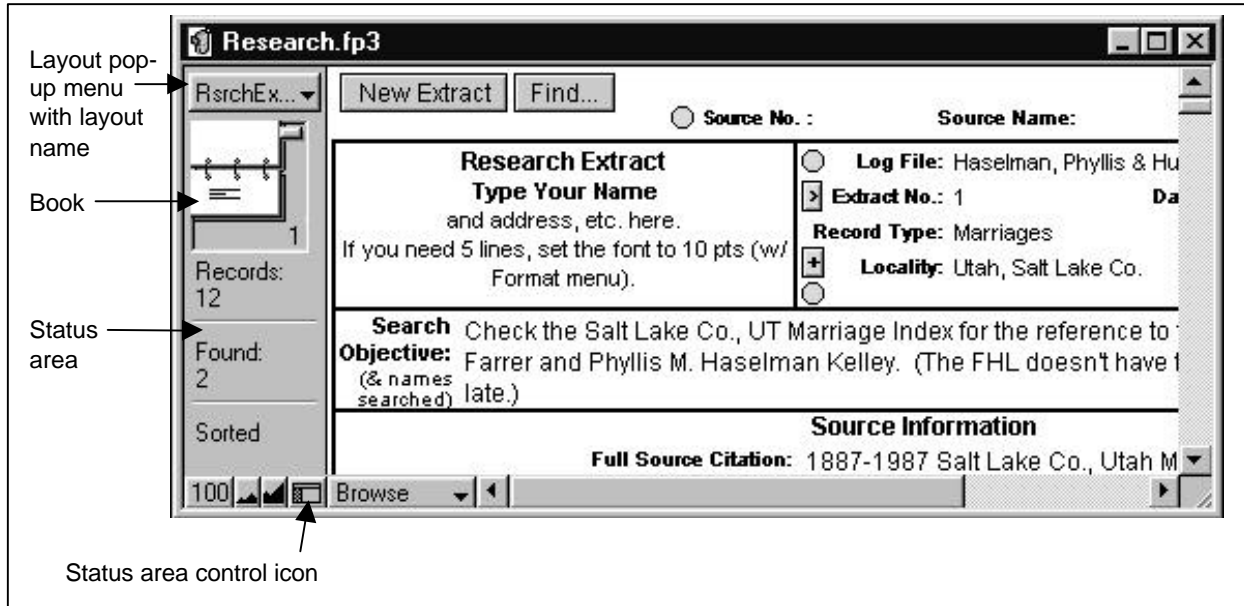 Layout pop-
up menu
with layout
name
Book
Status
area
Status area control icon
Research.fp3
RsrchEx...
New Extract Find...
Source No. : Source Name:
1
Records:
12
Found:
2
Sorted
Research Extract
Type Your Name
and address, etc. here.
If you need 5 lines, set the font to 10 pts (w/
Format menu).
Log File: Haselman, Phyllis & Hu
> Extract No.: 1 Da
Record Type: Marriages
+ Locality: Utah, Salt Lake Co.
Search
Objective:
(& names
searched)
Check the Salt Lake Co., UT Marriage Index for the reference to
Farrer and Phyllis M. Haselman Kelley. (The FHL doesn't have
late.)
Source Information
Full Source Citation: 1887-1987 Salt Lake Co., Utah M
100 Browse